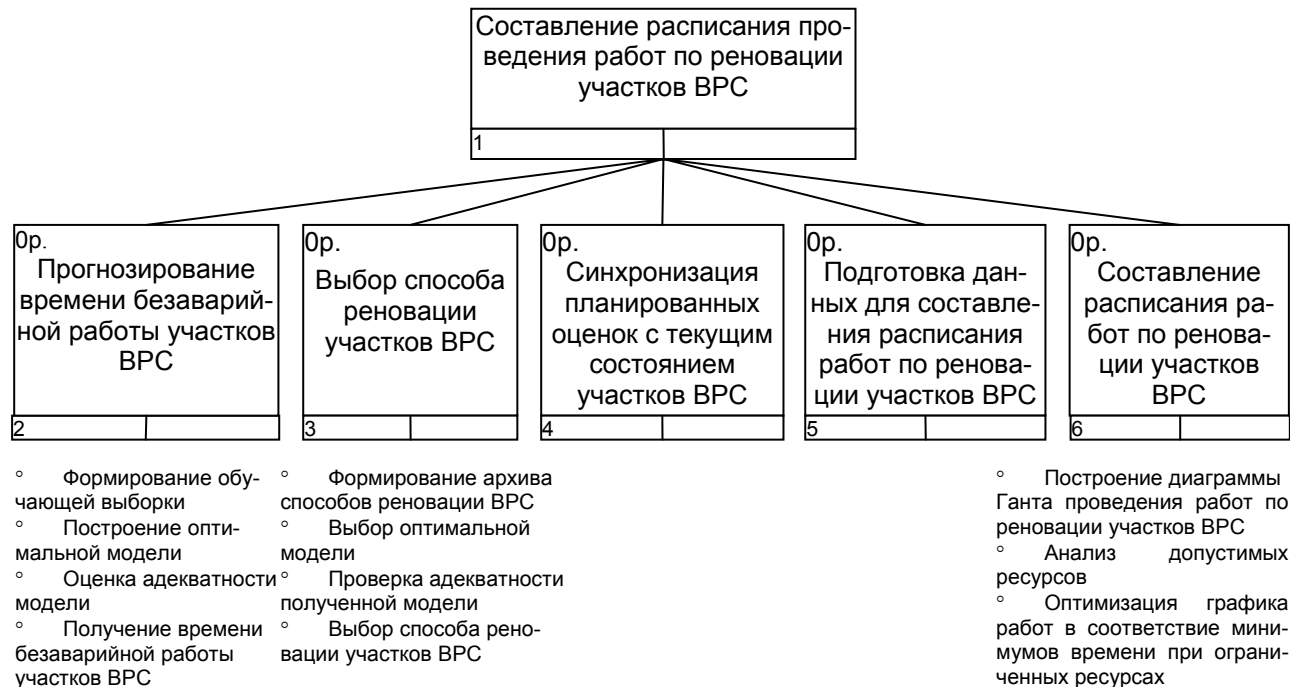 Составление расписания про-
ведения работ по реновации
участков ВРС
1
0р.
Прогнозирование
времени безаварий-
ной работы участков
ВРС
2
0р.
Выбор способа
реновации
участков ВРС
3
0р.
Синхронизация
планированных
оценок с текущим
состоянием
участков ВРС
4
0р.
Подготовка дан-
ных для составле-
ния расписания
работ по ренова-
ции участков ВРС
5
0р.
Составление
расписания ра-
бот по ренова-
ции участков
ВРС
6
° Формирование обу-
чающей выборки
° Построение опти-
мальной модели
° Оценка адекватности
модели
° Получение времени
безаварийной работы
участков ВРС
° Формирование архива
способов реновации ВРС
° Выбор оптимальной
модели
° Проверка адекватности
полученной модели
° Выбор способа рено-
вации участков ВРС
° Построение диаграммы
Ганта проведения работ по
реновации участков ВРС
° Анализ допустимых
ресурсов
° Оптимизация графика
работ в соответствие мини-
мумов времени при ограни-
ченных ресурсах